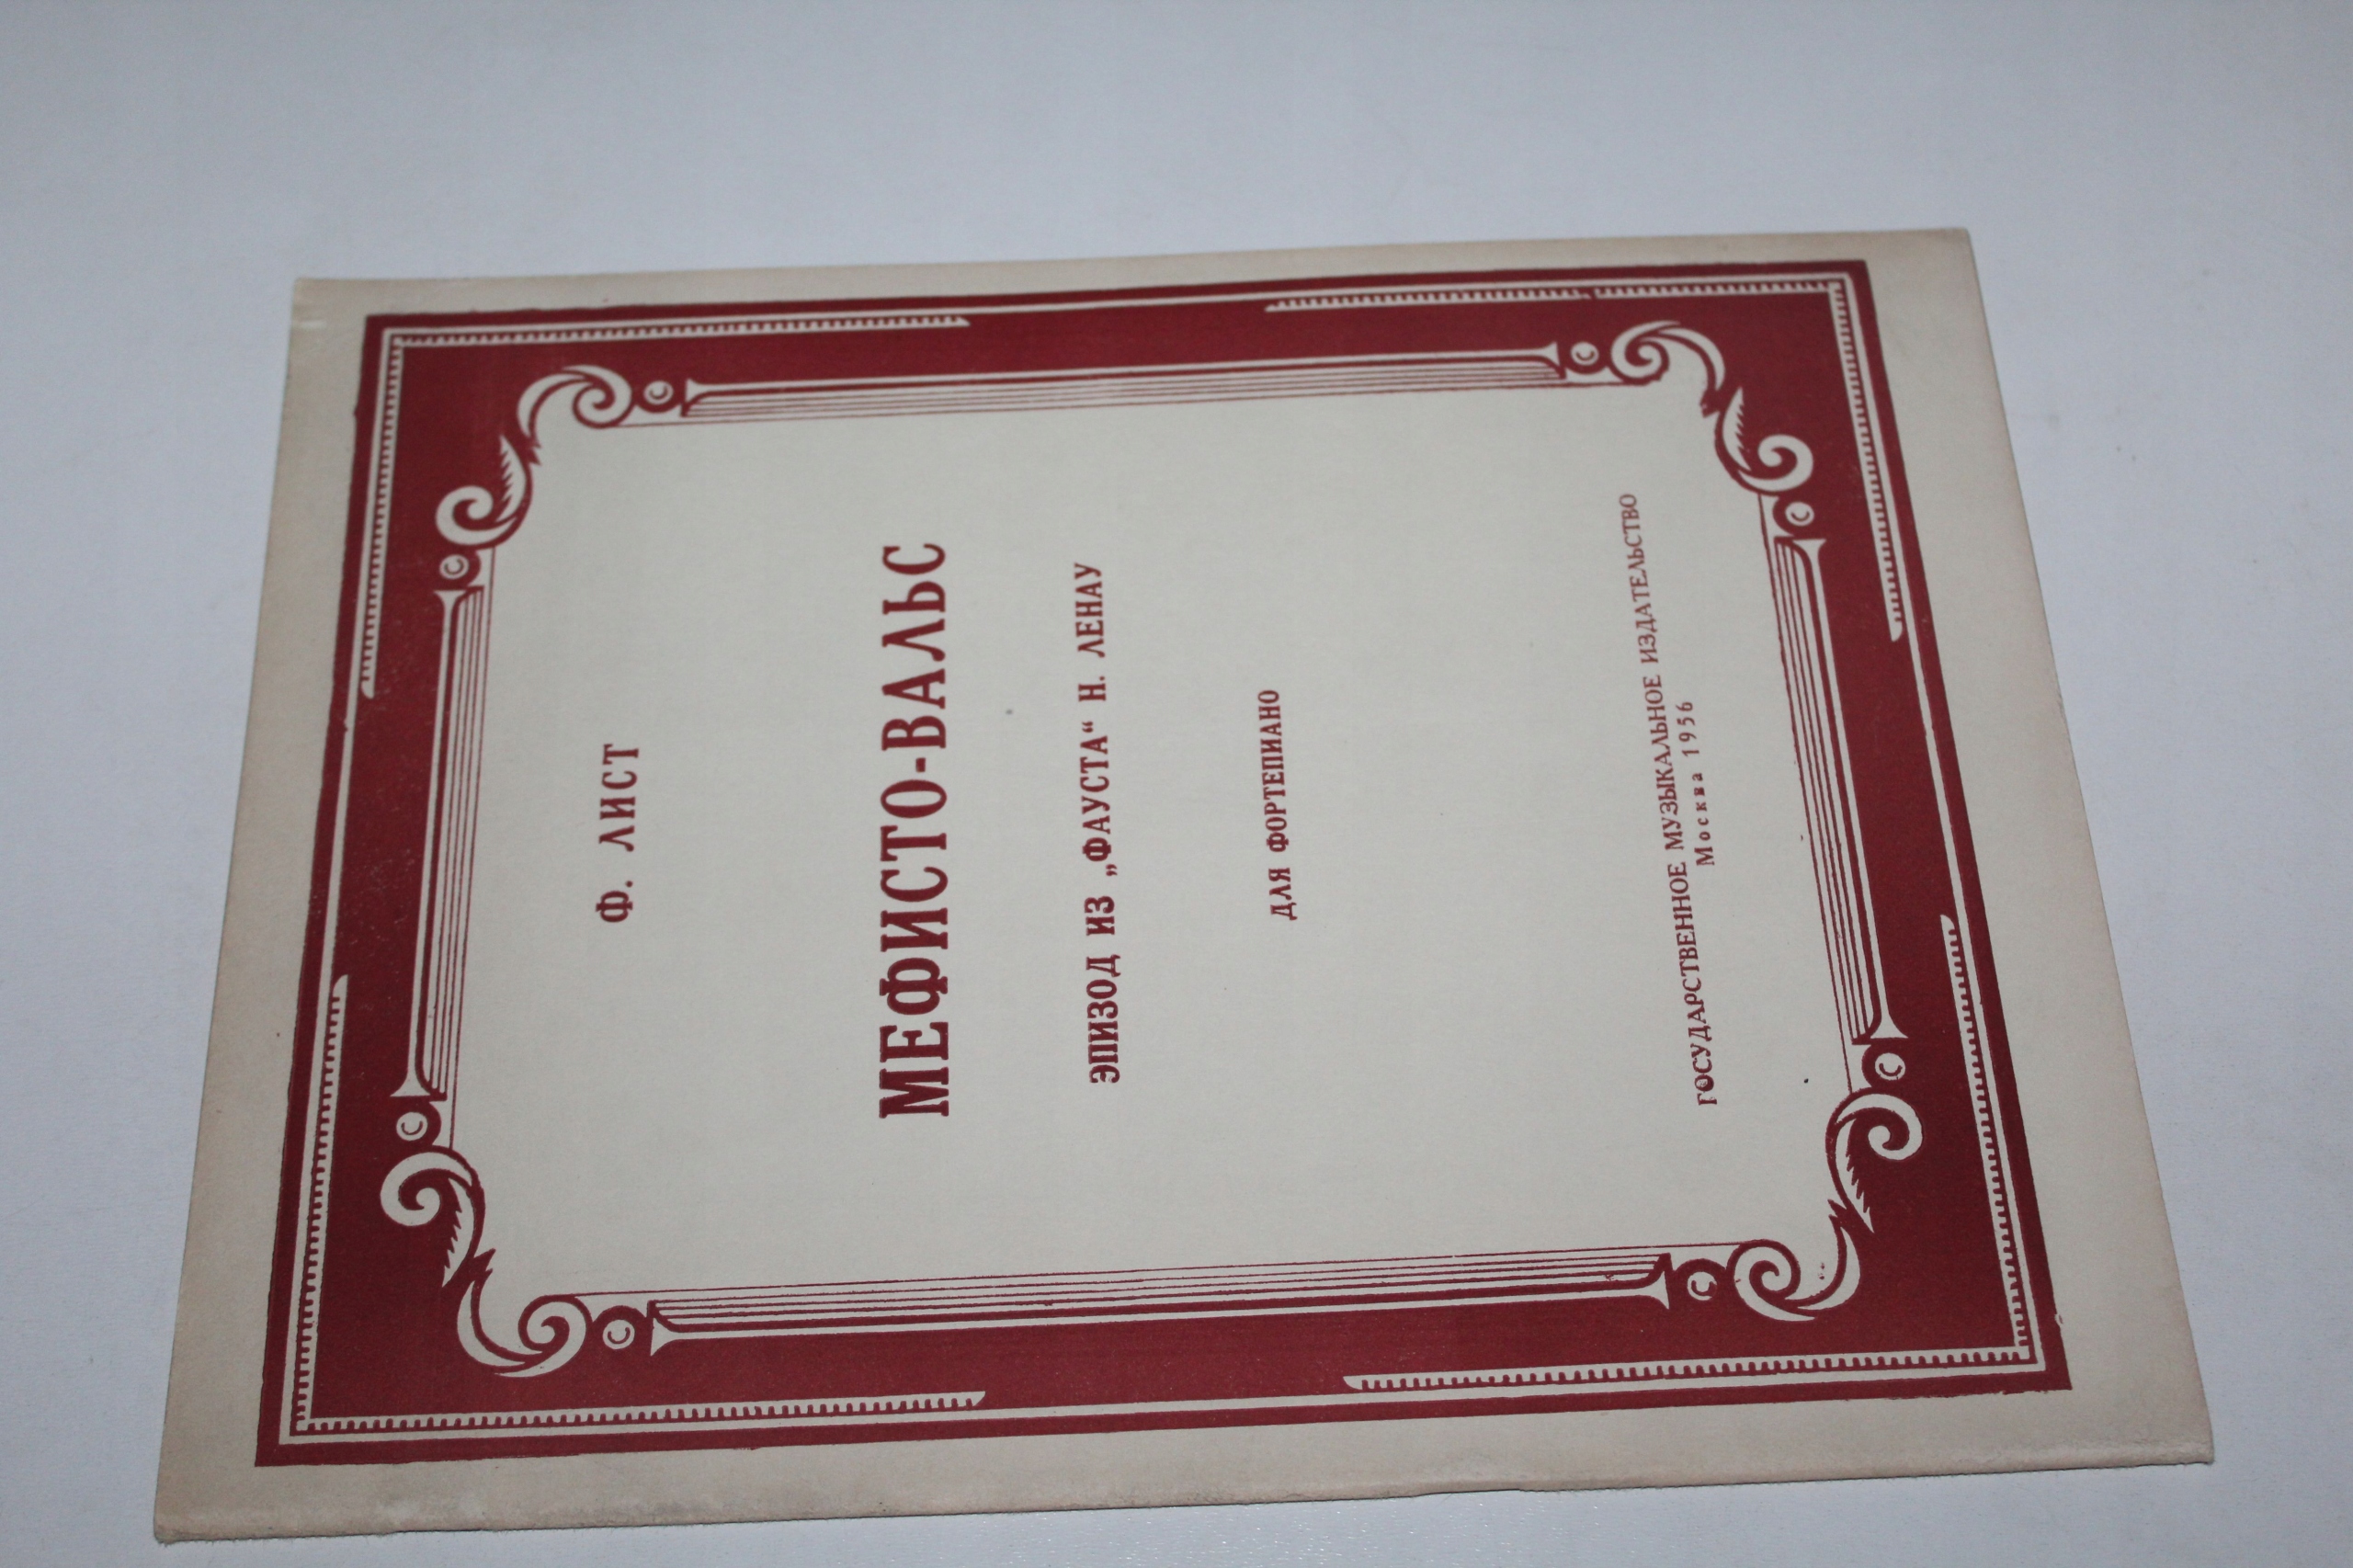 Ф. ЛИСТ
МЕФИСТО-ВАЛЬС
ЭПИЗОД ИЗ „ФАУСТА“ Н. ЛЕНАУ
ДЛЯ ФОРТЕПИАНО
ГОСУДАРСТВЕННОЕ МУЗЫКАЛЬНОЕ ИЗДАТЕЛЬСТВО
Москва 1956